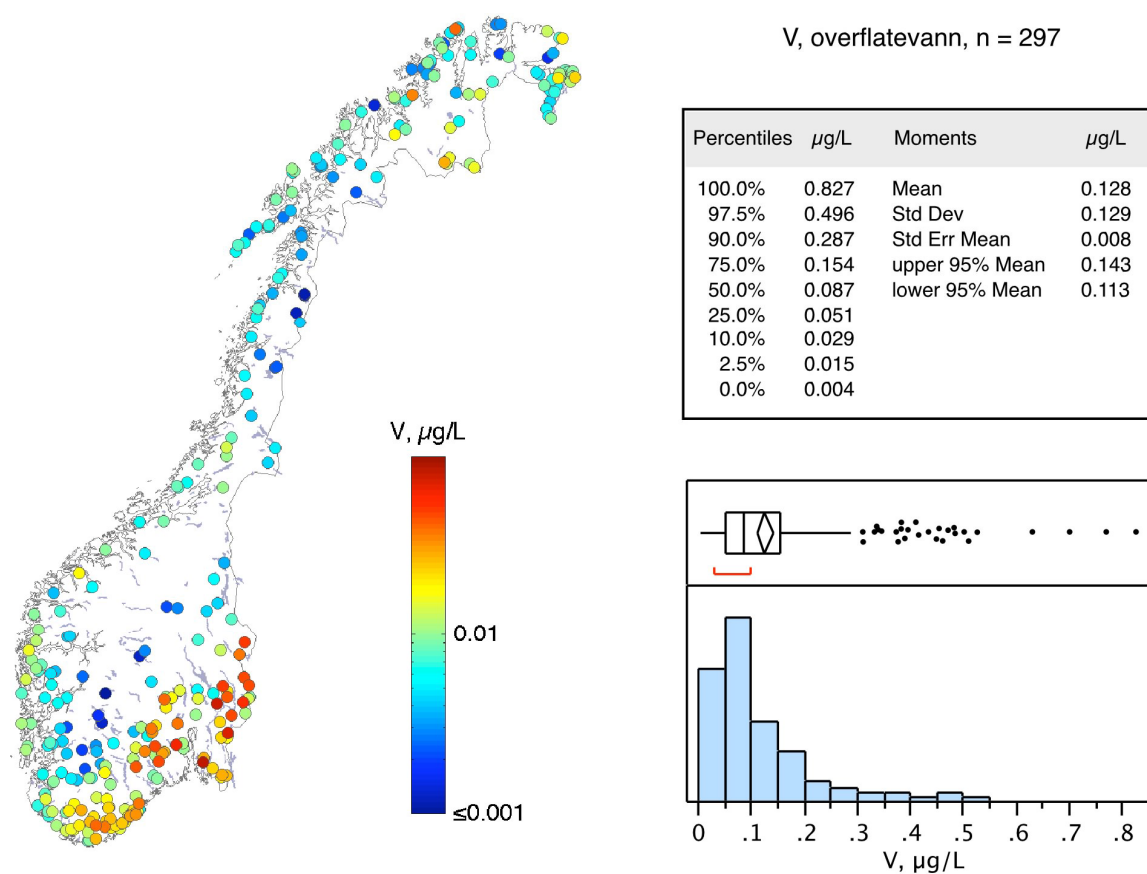 V, overflatevann, n = 297
Percentiles µg/L Moments µg/L
100.0% 0.827 Mean 0.128
97.5% 0.496 Std Dev 0.129
90.0% 0.287 Std Err Mean 0.008
75.0% 0.154 upper 95% Mean 0.143
50.0% 0.087 lower 95% Mean 0.113
25.0% 0.051
10.0% 0.029
2.5% 0.015
0.0% 0.004
V, µg/L
0.01
≤0.001
0 .1 .2 .3 .4 .5 .6 .7 .8
V, µg/L